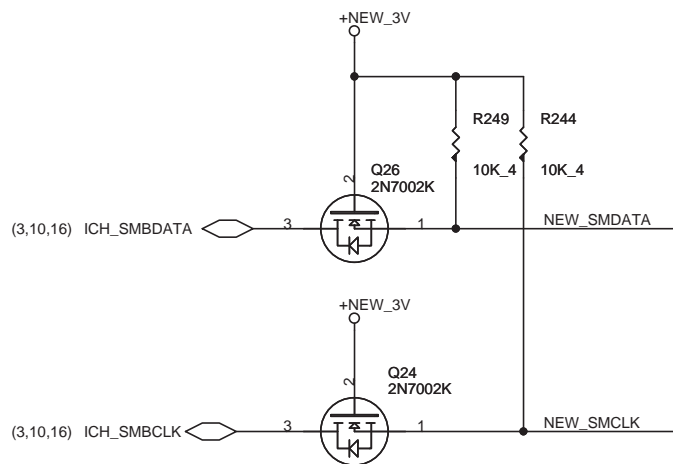 +NEW_3V
R249
R244
Q26
2N7002K
10K_4
10K_4
2
(3,10,16) ICH_SMBDATA
3
1
NEW_SMDATA
+NEW_3V
Q24
2N7002K
2
(3,10,16) ICH_SMBCLK
3
1
NEW_SMCLK